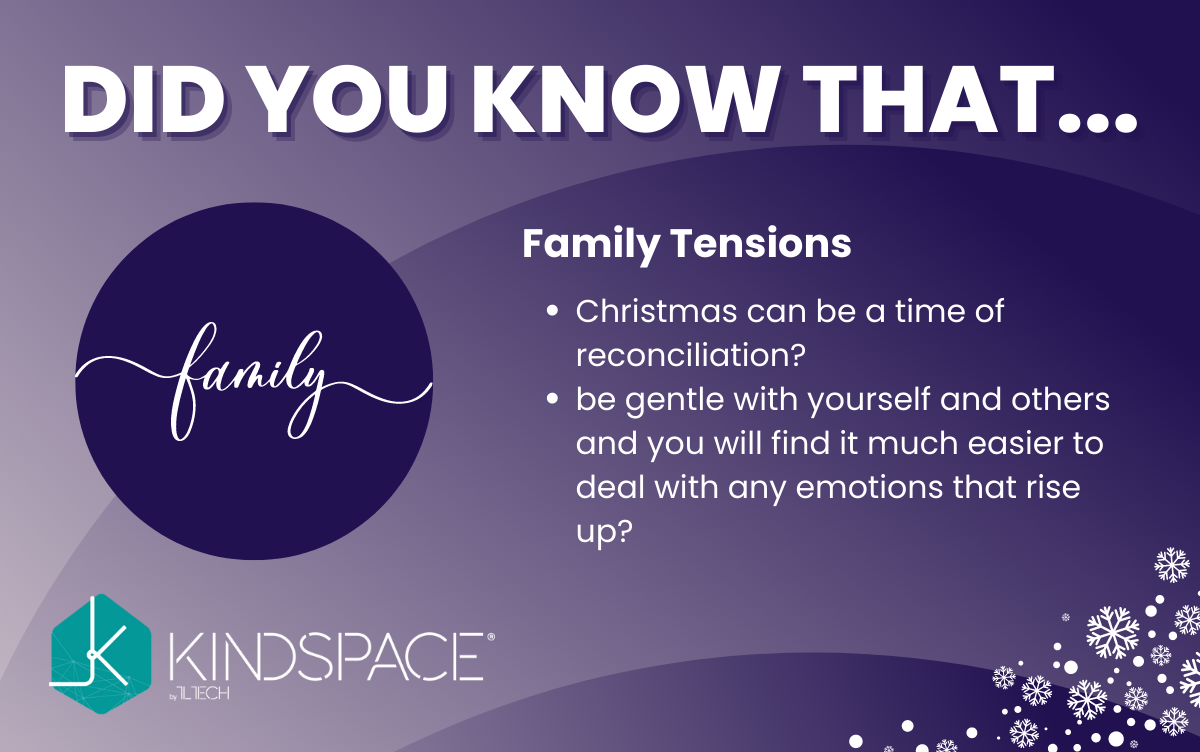 DID YOU KNOW THAT...
family
Family Tensions
• Christmas can be a time of
reconciliation?
• be gentle with yourself and others
and you will find it much easier to
deal with any emotions that rise
up?
KINDSPACE®
by TLTECH